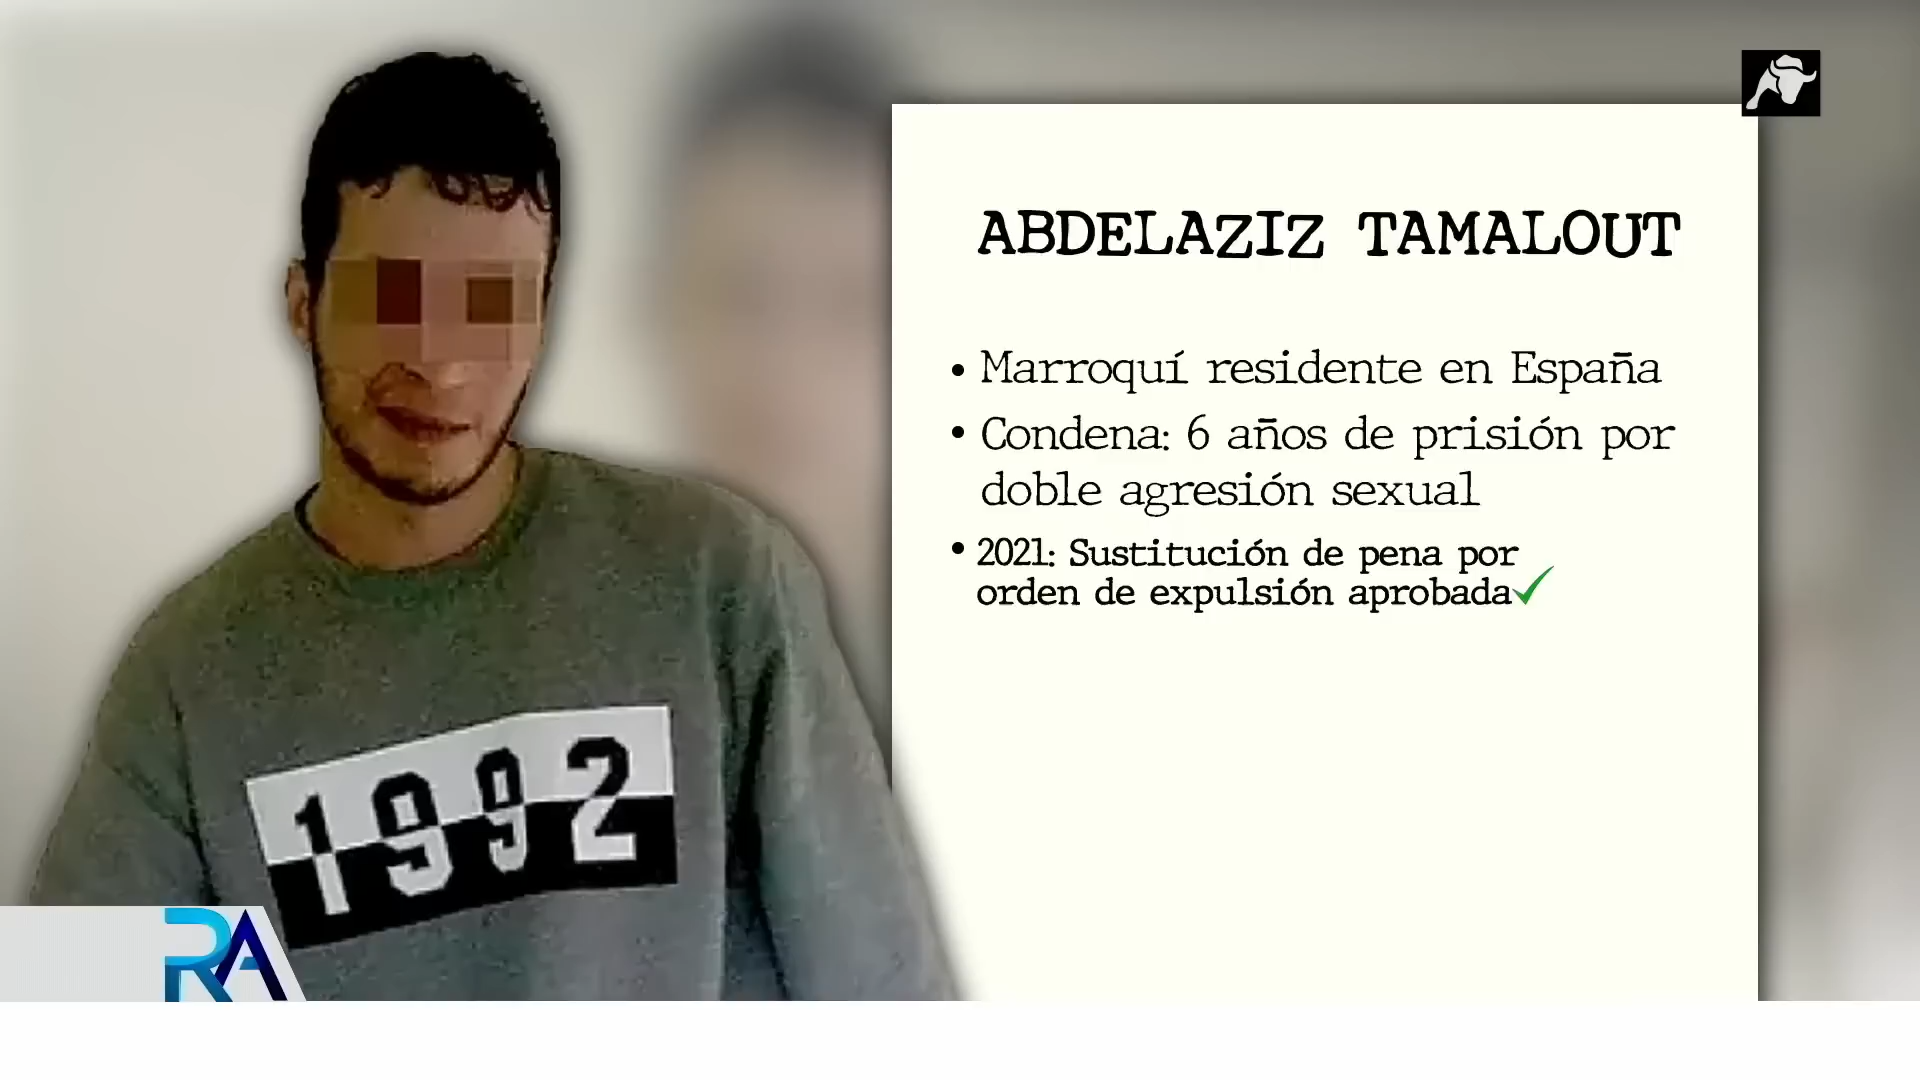 ABDELAZIZ TAMALOUT
• Marroquí residente en España
• Condena: 6 años de prisión por
doble agresión sexual
• 2021: Sustitución de pena por
orden de expulsión aprobada✓
1992
RA